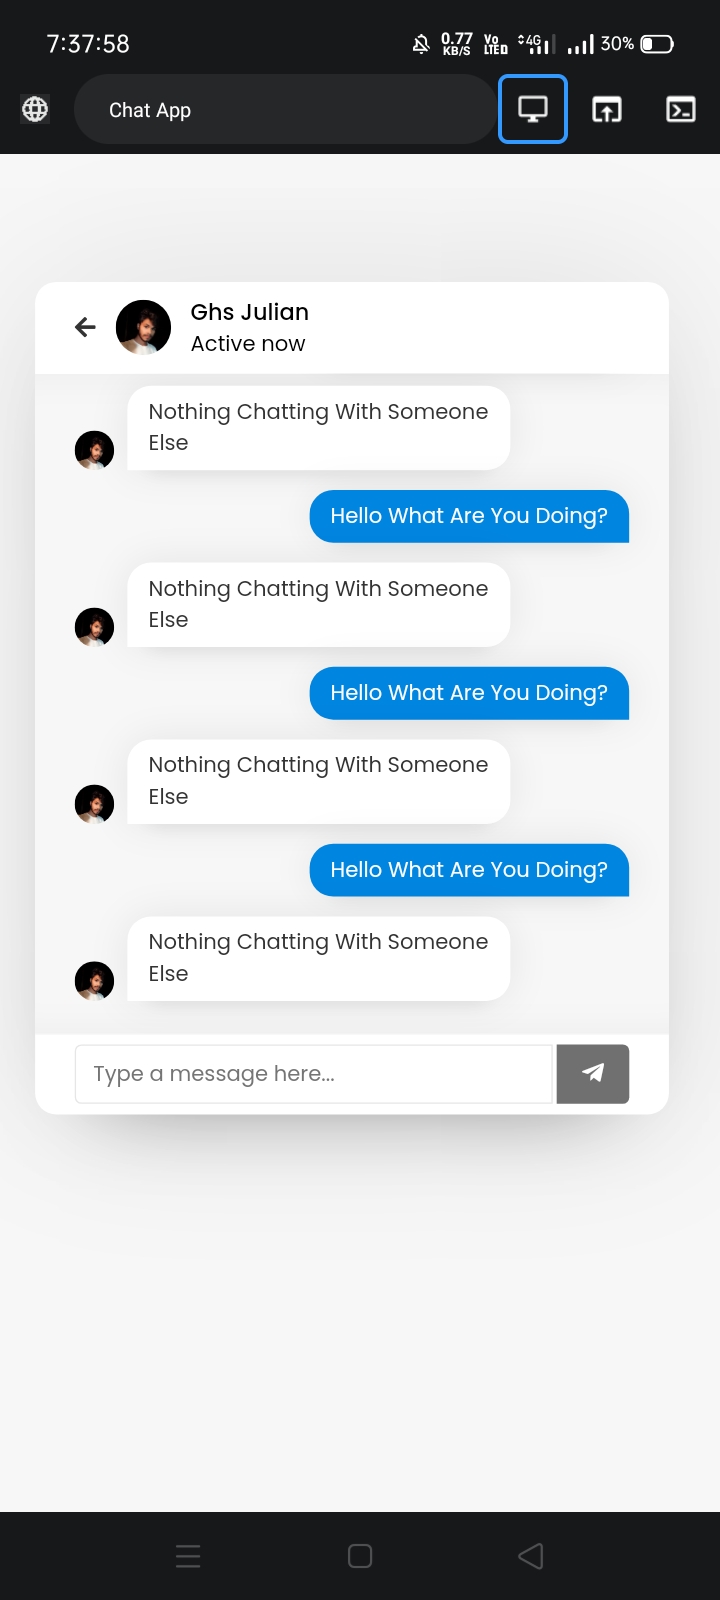 7:37:58
0.77
KB/S
Vo
LTE
4G
30%
Chat App
Ghs Julian
Active now
Nothing Chatting With Someone
Else
Hello What Are You Doing?
Nothing Chatting With Someone
Else
Hello What Are You Doing?
Nothing Chatting With Someone
Else
Hello What Are You Doing?
Nothing Chatting With Someone
Else
Type a message here...